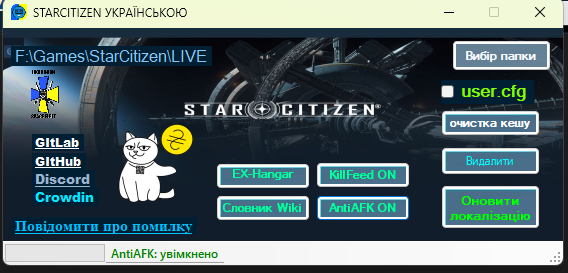 STARCITIZEN УКРАЇНСЬКОЮ
F:\Games\StarCitizen\LIVE
Вибір папки
user.cfg
STAR CITIZEN
очистка кешу
GItLab
GItHub
Discord
Crowdin
EX-Hangar
KillFeed ON
Видалити
Словник Wiki
AntiAFK ON
Оновити
локалізацію
Повідомити про помилку
AntiAFK: увімкнено